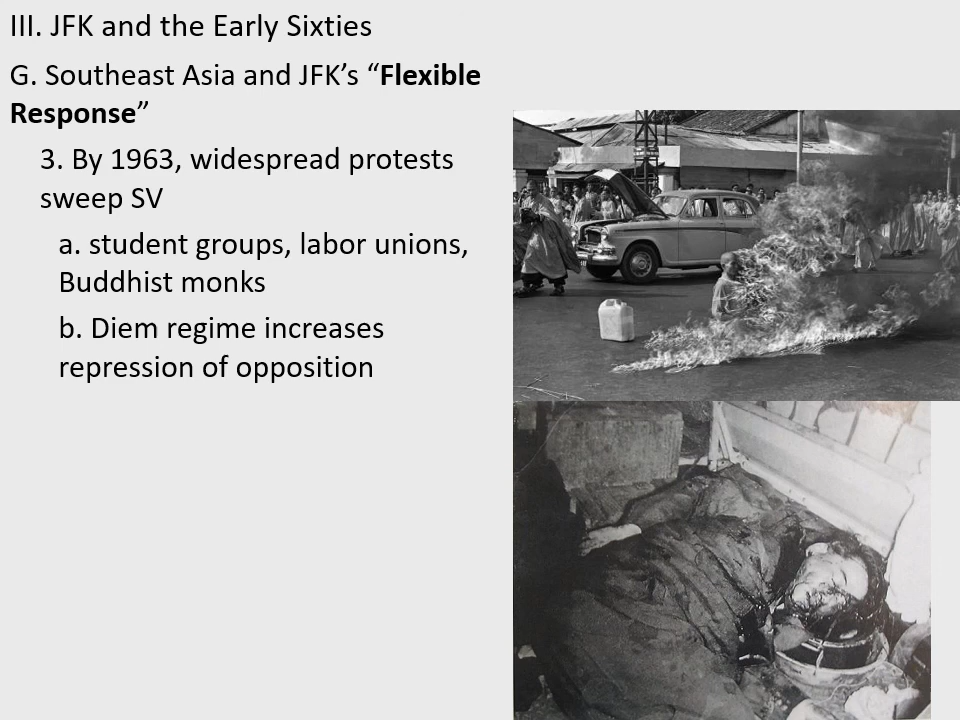 III. JFK and the Early Sixties
G. Southeast Asia and JFK’s “Flexible
Response”
3. By 1963, widespread protests
sweep SV
a. student groups, labor unions,
Buddhist monks
b. Diem regime increases
repression of opposition